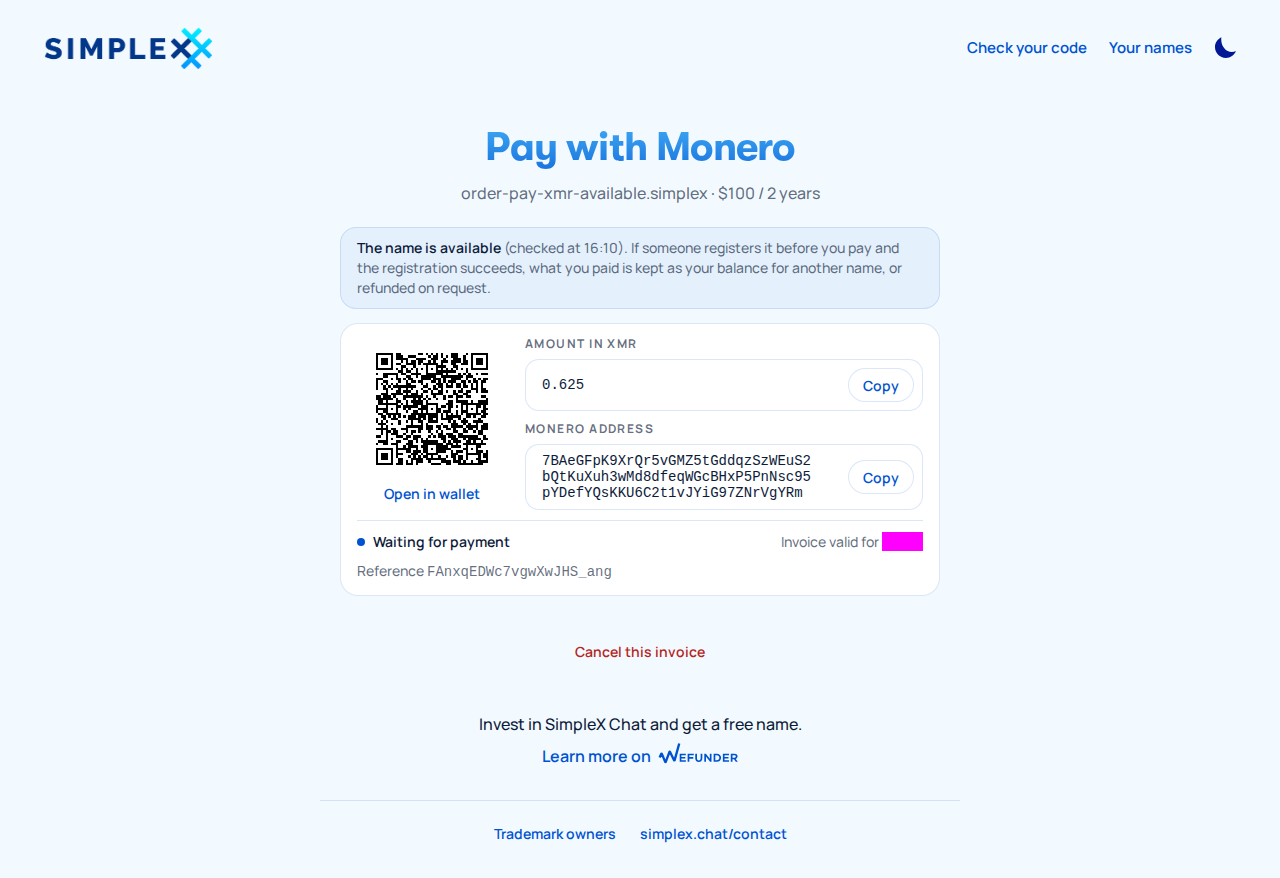 SIMPLEX
Check your code
Your names
Pay with Monero
order-pay-xmr-available.simplex · $100 / 2 years
The name is available (checked at 16:10). If someone registers it before you pay and
the registration succeeds, what you paid is kept as your balance for another name, or
refunded on request.
AMOUNT IN XMR
0.625
Copy
MONERO ADDRESS
7BAeGFpK9XrQr5vGMZ5tGddqzSzWEuS2
bQtKuXuh3wMd8dfeqWGcBHxP5PnNsc95
pYDefYQsKKU6C2t1vJYiG97ZNrVgYRm
Copy
Open in wallet
Waiting for payment
Invoice valid for
Reference FAnxqEDWc7vgwXwJHS_ang
Cancel this invoice
Invest in SimpleX Chat and get a free name.
Learn more on WEFUNDER
Trademark owners
simplex.chat/contact